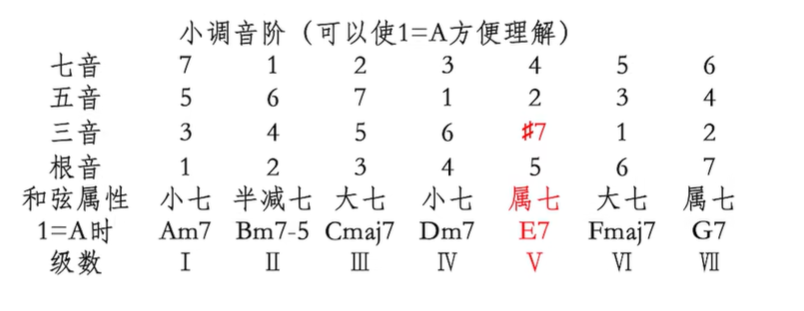 小调音阶（可以使1=A方便理解）
七音 7 1 2 3 4 5 6
五音 5 6 7 1 2 3 4
三音 3 4 5 6 #7 1 2
根音 1 2 3 4 5 6 7
和弦属性 小七 半减七 大七 小七 属七 大七 属七
1=A时 Am7 Bm7-5 Cmaj7 Dm7 E7 Fmaj7 G7
级数 Ⅰ Ⅱ Ⅲ Ⅳ Ⅴ Ⅵ Ⅶ